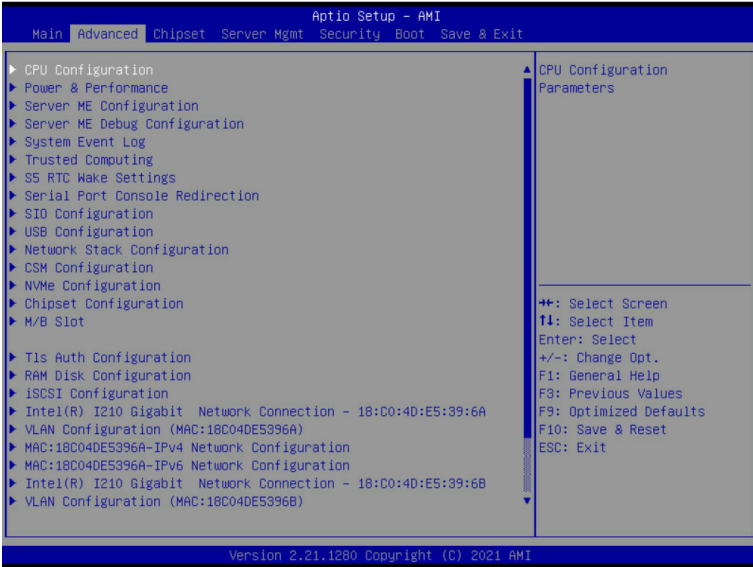 Aptio Setup – AMI
Main Advanced Chipset Server Mgmt Security Boot Save & Exit
CPU Configuration
Power & Performance
Server ME Configuration
Server ME Debug Configuration
System Event Log
Trusted Computing
S5 RTC Wake Settings
Serial Port Console Redirection
SIO Configuration
USB Configuration
Network Stack Configuration
CSM Configuration
NVMe Configuration
Chipset Configuration
M/B Slot
Tls Auth Configuration
RAM Disk Configuration
iSCSI Configuration
Intel(R) I210 Gigabit  Network Connection – 18:C0:4D:E5:39:6A
VLAN Configuration (MAC:18C04DE5396A)
MAC:18C04DE5396A-IPv4 Network Configuration
MAC:18C04DE5396A-IPv6 Network Configuration
Intel(R) I210 Gigabit  Network Connection – 18:C0:4D:E5:39:6B
VLAN Configuration (MAC:18C04DE5396B)
CPU Configuration
Parameters
→←: Select Screen
↑↓: Select Item
Enter: Select
+/-: Change Opt.
F1: General Help
F3: Previous Values
F9: Optimized Defaults
F10: Save & Reset
ESC: Exit
Version 2.21.1280 Copyright (C) 2021 AMI